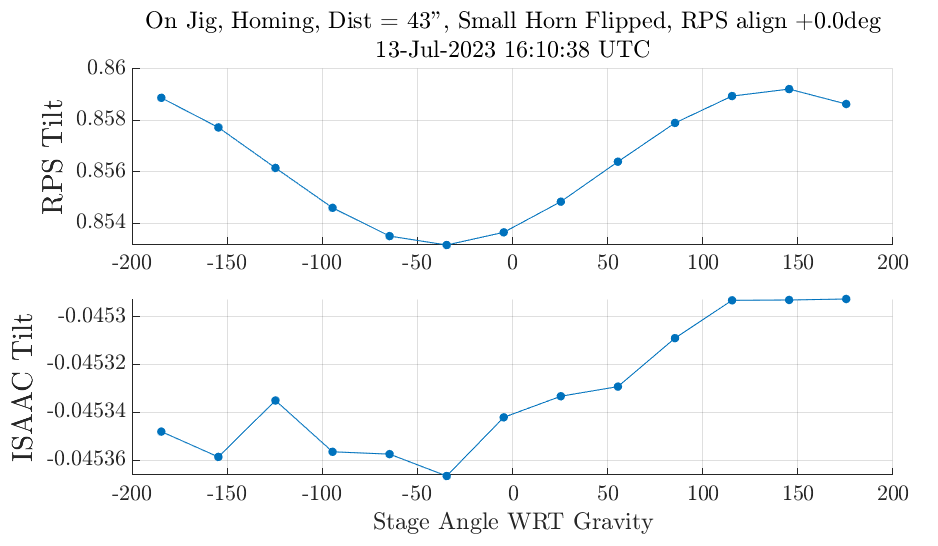 On Jig, Homing, Dist = 43", Small Horn Flipped, RPS align +0.0deg
13-Jul-2023 16:10:38 UTC
RPS Tilt
0.86
0.858
0.856
0.854
-200 -150 -100 -50 0 50 100 150 200
ISAAC Tilt
-0.0453
-0.04532
-0.04534
-0.04536
-200 -150 -100 -50 0 50 100 150 200
Stage Angle WRT Gravity